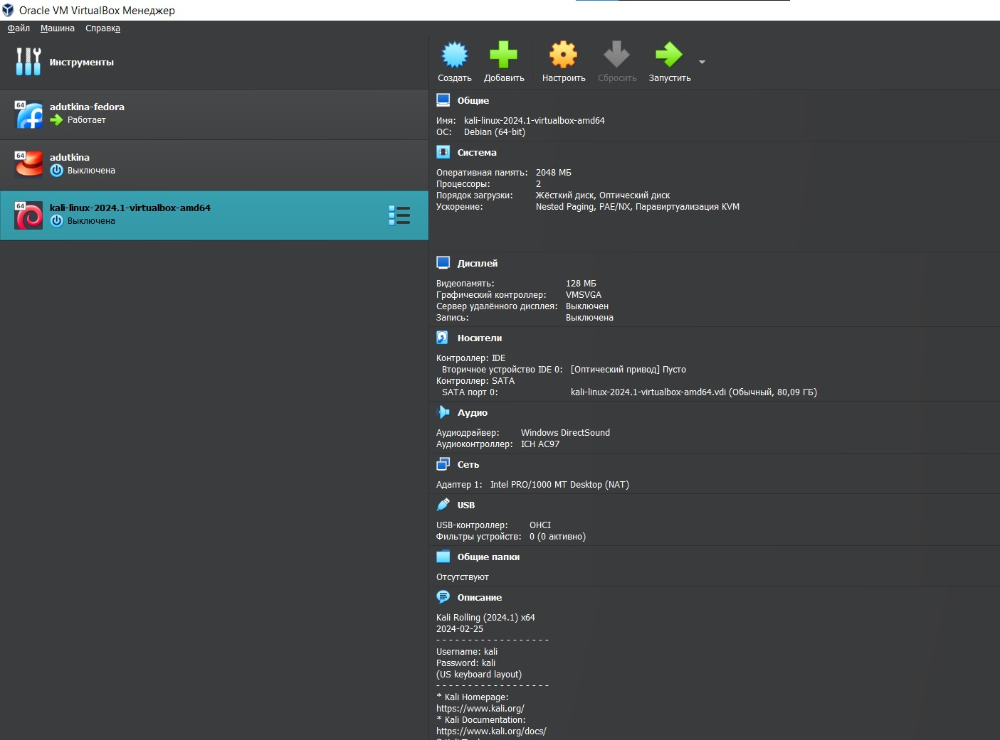 Oracle VM VirtualBox Менеджер
Файл Машина Справка
Инструменты
64
adutkina-fedora
Работает
64
adutkina
Выключена
64
kali-linux-2024.1-virtualbox-amd64
Выключена
Создать Добавить Настроить Сбросить Запустить
Общие
Имя: kali-linux-2024.1-virtualbox-amd64
ОС: Debian (64-bit)
Система
Оперативная память: 2048 МБ
Процессоры: 2
Порядок загрузки: Жёсткий диск, Оптический диск
Ускорение: Nested Paging, PAE/NX, Паравиртуализация KVM
Дисплей
Видеопамять: 128 МБ
Графический контроллер: VMSVGA
Сервер удалённого дисплея: Выключен
Запись: Выключена
Носители
Контроллер: IDE
Вторичное устройство IDE 0: [Оптический привод] Пусто
Контроллер: SATA
SATA порт 0: kali-linux-2024.1-virtualbox-amd64.vdi (Обычный, 80,09 ГБ)
Аудио
Аудиодрайвер: Windows DirectSound
Аудиоконтроллер: ICH AC97
Сеть
Адаптер 1: Intel PRO/1000 MT Desktop (NAT)
USB
USB-контроллер: OHCI
Фильтры устройств: 0 (0 активно)
Общие папки
Отсутствуют
Описание
Kali Rolling (2024.1) x64
2024-02-25
- - - - - - - - - - - - - - - - - -
Username: kali
Password: kali
(US keyboard layout)
- - - - - - - - - - - - - - - - - -
* Kali Homepage:
https://www.kali.org/
* Kali Documentation:
https://www.kali.org/docs/